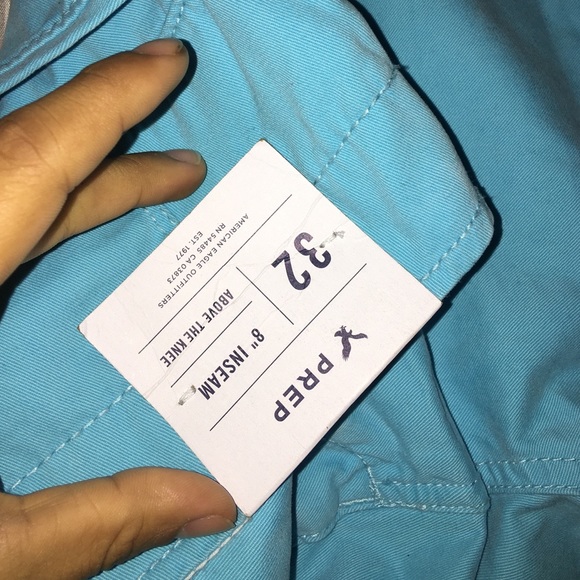 PREP
32
8" INSEAM
ABOVE THE KNEE
AMERICAN EAGLE OUTFITTERS
RN 54485 CA 03873
EST. 1977